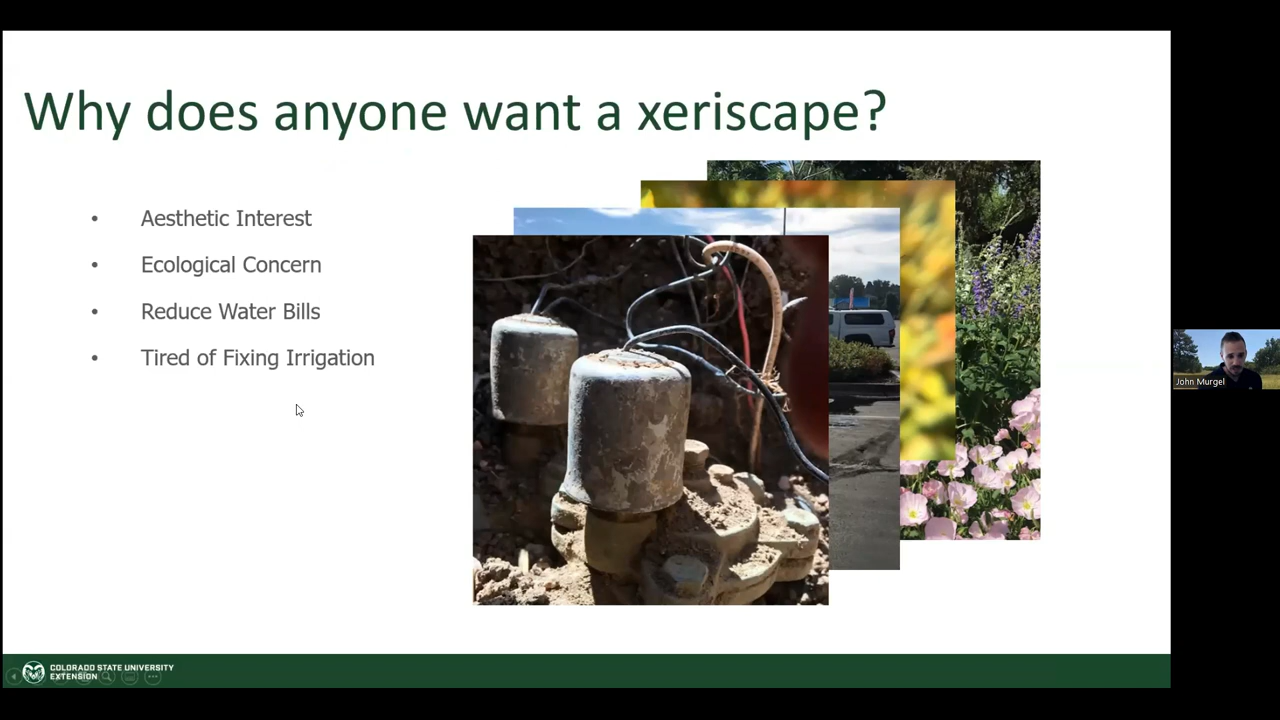 Why does anyone want a xeriscape?
• Aesthetic Interest
• Ecological Concern
• Reduce Water Bills
• Tired of Fixing Irrigation
John Murgel
COLORADO STATE UNIVERSITY
EXTENSION